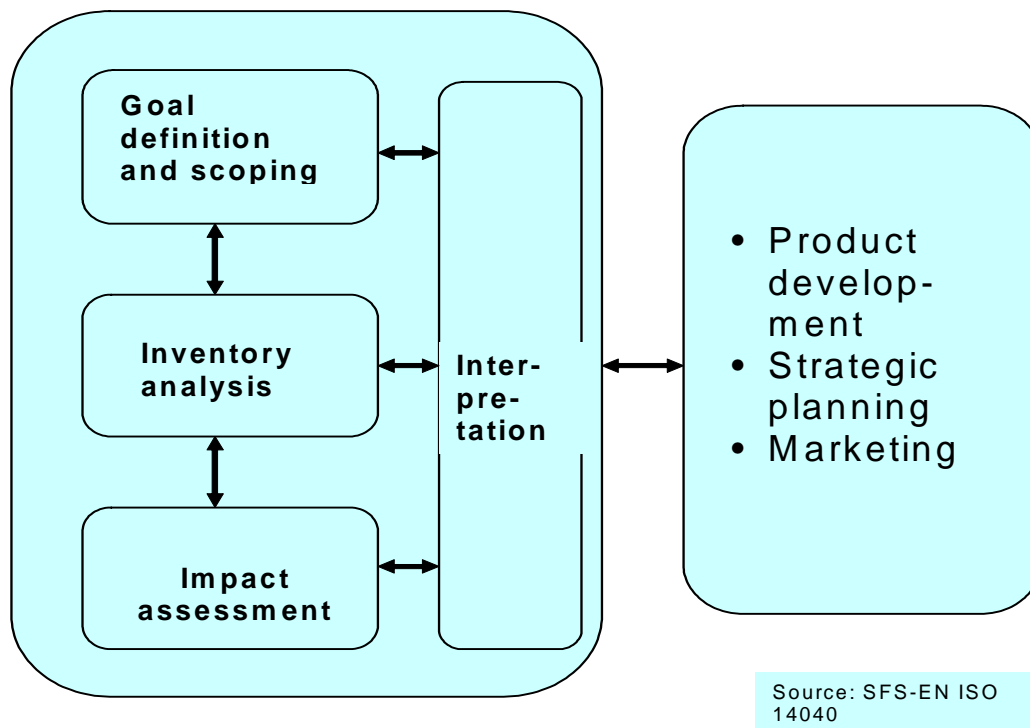 Goal
definition
and scoping
Inventory
analysis
Impact
assessment
Inter-
pre-
tation
• Product
develop-
ment
• Strategic
planning
• Marketing
Source: SFS-EN ISO
14040